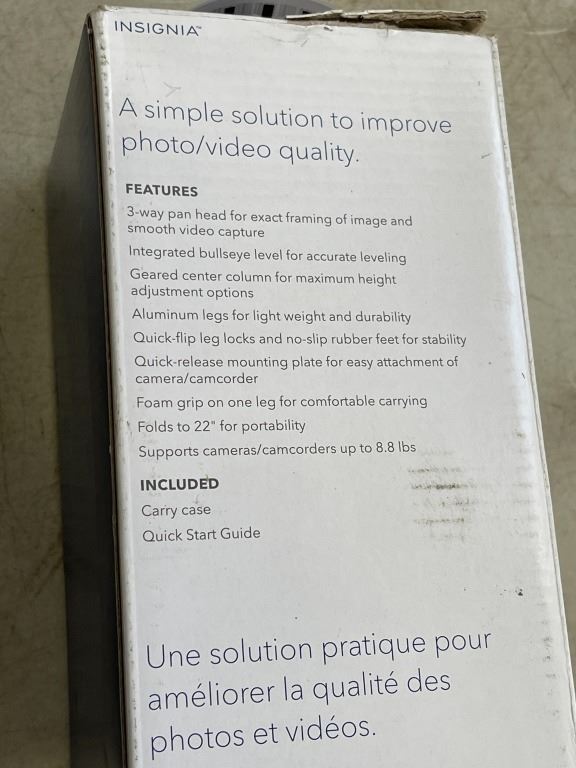 INSIGNIA™
A simple solution to improve
photo/video quality.
FEATURES
3-way pan head for exact framing of image and
smooth video capture
Integrated bullseye level for accurate leveling
Geared center column for maximum height
adjustment options
Aluminum legs for light weight and durability
Quick-flip leg locks and no-slip rubber feet for stability
Quick-release mounting plate for easy attachment of
camera/camcorder
Foam grip on one leg for comfortable carrying
Folds to 22" for portability
Supports cameras/camcorders up to 8.8 lbs
INCLUDED
Carry case
Quick Start Guide
Une solution pratique pour
améliorer la qualité des
photos et vidéos.